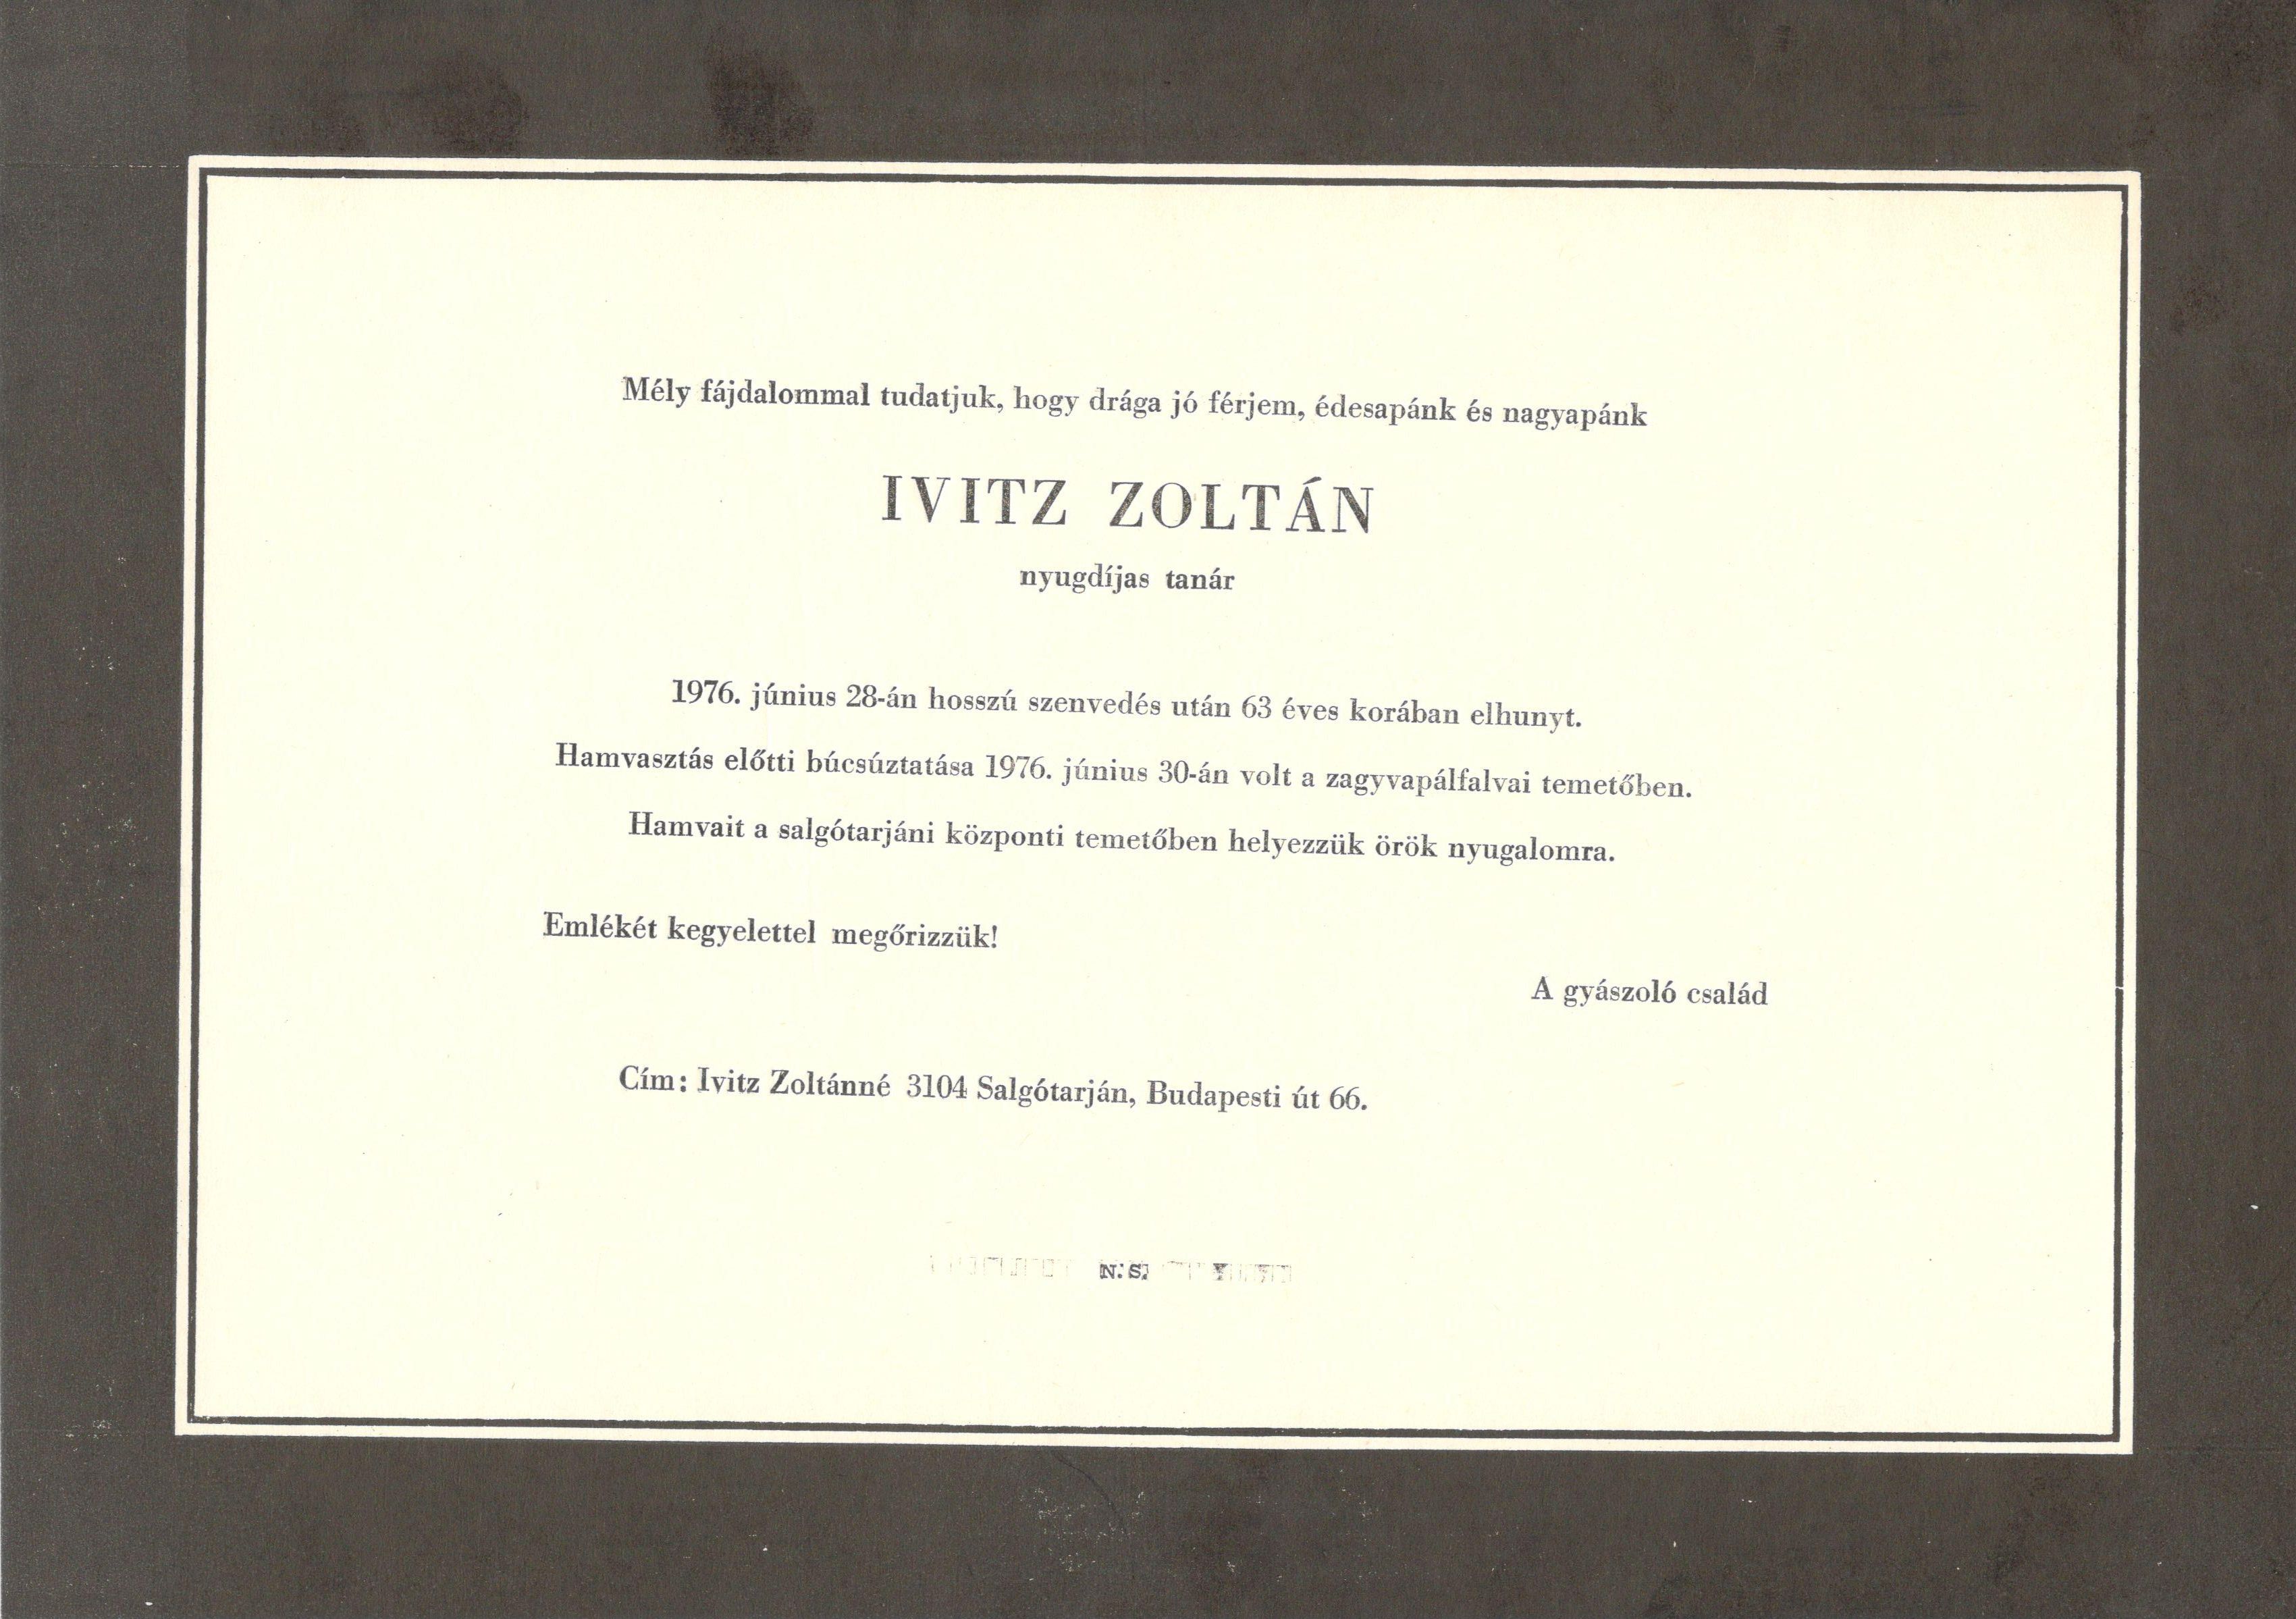 Mély fájdalommal tudatjuk, hogy drága jó férjem, édesapánk és nagyapánk
IVITZ ZOLTÁN
nyugdíjas tanár
1976. június 28-án hosszú szenvedés után 63 éves korában elhunyt.
Hamvasztás előtti búcsúztatása 1976. június 30-án volt a zagyvapálfalvai temetőben.
Hamvait a salgótarjáni központi temetőben helyezzük örök nyugalomra.
Emlékét kegyelettel megőrizzük!
A gyászoló család
Cím: Ivitz Zoltánné 3104 Salgótarján, Budapesti út 66.
N. S.